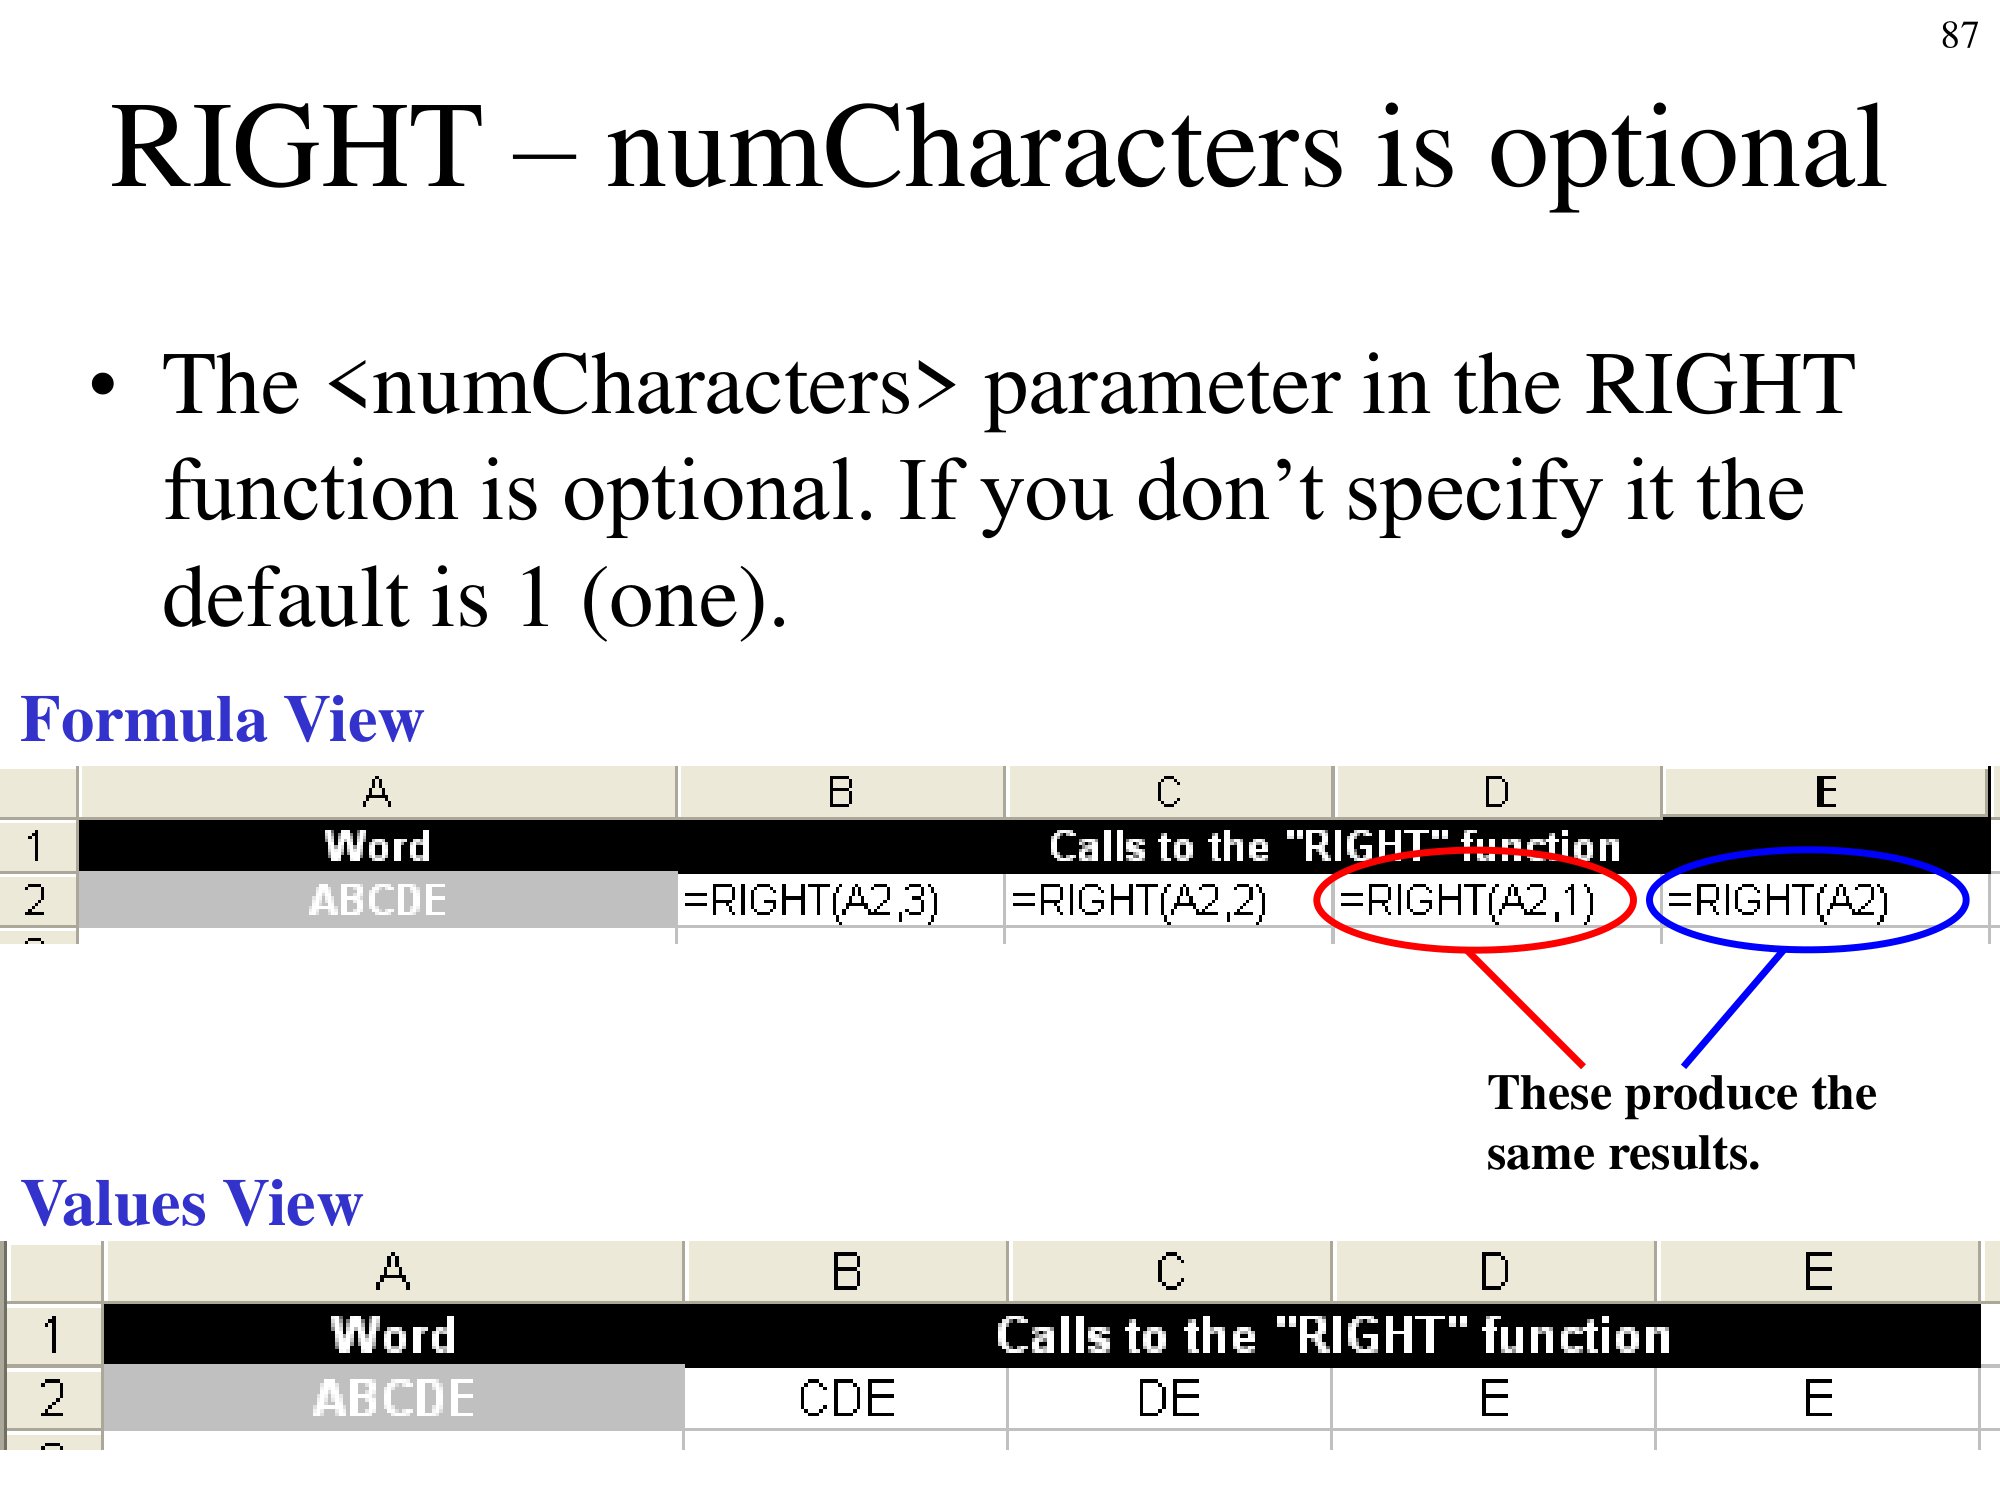 87
RIGHT – numCharacters is optional
• The <numCharacters> parameter in the RIGHT
function is optional. If you don’t specify it the
default is 1 (one).
Formula View
A B C D E
1 Word Calls to the "RIGHT" function
2 ABCDE =RIGHT(A2,3) =RIGHT(A2,2) =RIGHT(A2,1) =RIGHT(A2)
These produce the
same results.
Values View
A B C D E
1 Word Calls to the "RIGHT" function
2 ABCDE CDE DE E E